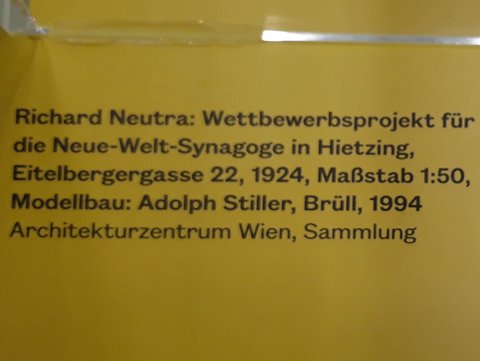 Richard Neutra: Wettbewerbsprojekt für
die Neue-Welt-Synagoge in Hietzing,
Eitelbergergasse 22, 1924, Maßstab 1:50,
Modellbau: Adolph Stiller, Brüll, 1994
Architekturzentrum Wien, Sammlung